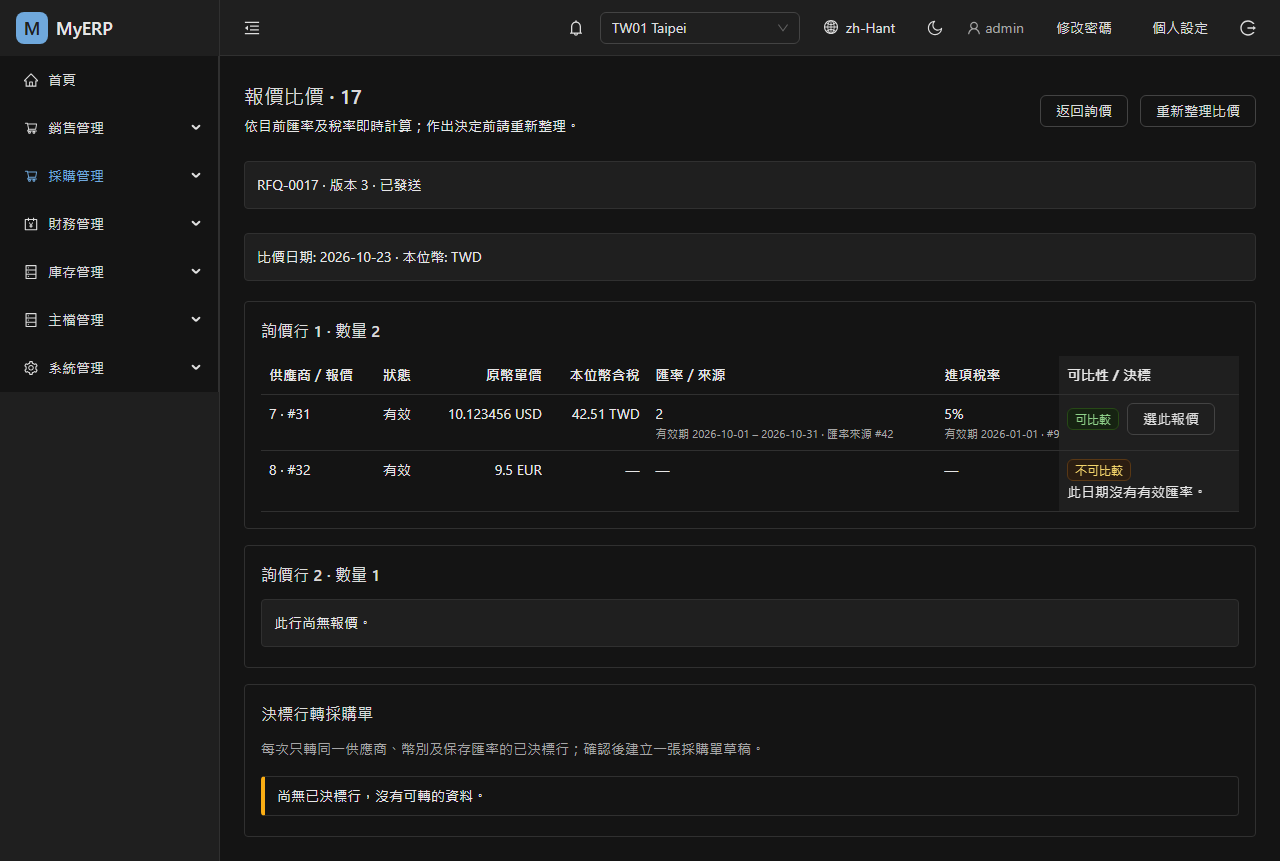 M MyERP
TW01 Taipei
zh-Hant
admin
修改密碼
個人設定
首頁
銷售管理
採購管理
財務管理
庫存管理
主檔管理
系統管理
報價比價 · 17
依目前匯率及稅率即時計算；作出決定前請重新整理。
返回詢價
重新整理比價
RFQ-0017 · 版本 3 · 已發送
比價日期: 2026-10-23 · 本位幣: TWD
詢價行 1 · 數量 2
供應商 / 報價 狀態 原幣單價 本位幣含稅 匯率 / 來源 進項稅率 可比性 / 決標
7 · #31 有效 10.123456 USD 42.51 TWD 2 5% 可比較 選此報價
有效期 2026-10-01 – 2026-10-31 · 匯率來源 #42 有效期 2026-01-01 · #9
8 · #32 有效 9.5 EUR — — — 不可比較
此日期沒有有效匯率。
詢價行 2 · 數量 1
此行尚無報價。
決標行轉採購單
每次只轉同一供應商、幣別及保存匯率的已決標行；確認後建立一張採購單草稿。
尚無已決標行，沒有可轉的資料。